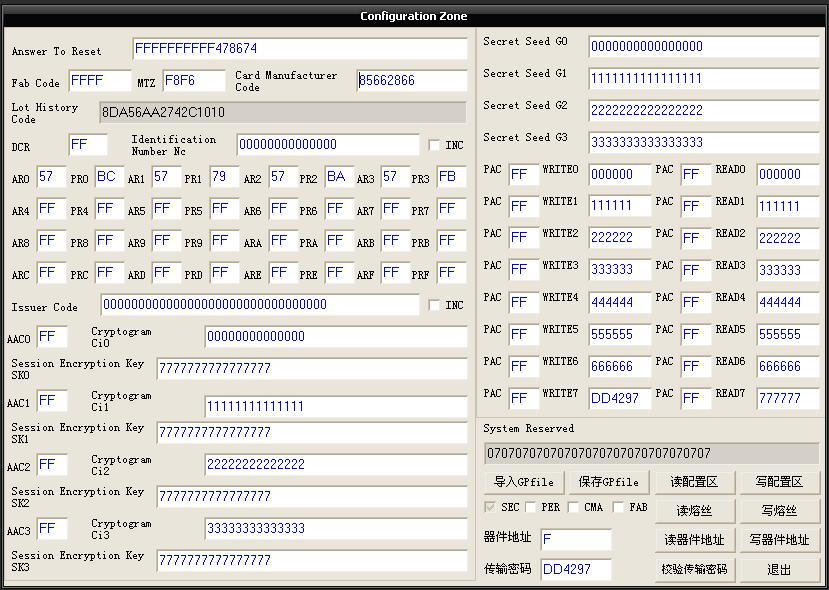 Configuration Zone
Answer To Reset FFFFFFFFFF478674
Fab Code FFFF MTZ F8F6 Card Manufacturer Code 85662866
Lot History Code 8DA56AA2742C1010
DCR FF Identification Number Nc 00000000000000 INC
AR0 57 PR0 BC AR1 57 PR1 79 AR2 57 PR2 BA AR3 57 PR3 FB
AR4 FF PR4 FF AR5 FF PR5 FF AR6 FF PR6 FF AR7 FF PR7 FF
AR8 FF PR8 FF AR9 FF PR9 FF ARA FF PRA FF ARB FF PRB FF
ARC FF PRC FF ARD FF PRD FF ARE FF PRE FF ARF FF PRF FF
Issuer Code 00000000000000000000000000000000 INC
AAC0 FF Cryptogram Ci0 00000000000000
Session Encryption Key SK0 7777777777777777
AAC1 FF Cryptogram Ci1 11111111111111
Session Encryption Key SK1 7777777777777777
AAC2 FF Cryptogram Ci2 22222222222222
Session Encryption Key SK2 7777777777777777
AAC3 FF Cryptogram Ci3 33333333333333
Session Encryption Key SK3 7777777777777777
Secret Seed G0 0000000000000000
Secret Seed G1 1111111111111111
Secret Seed G2 2222222222222222
Secret Seed G3 3333333333333333
PAC FF WRITE0 000000 PAC FF READ0 000000
PAC FF WRITE1 111111 PAC FF READ1 111111
PAC FF WRITE2 222222 PAC FF READ2 222222
PAC FF WRITE3 333333 PAC FF READ3 333333
PAC FF WRITE4 444444 PAC FF READ4 444444
PAC FF WRITE5 555555 PAC FF READ5 555555
PAC FF WRITE6 666666 PAC FF READ6 666666
PAC FF WRITE7 DD4297 PAC FF READ7 777777
System Reserved
07070707070707070707070707070707
导入GPfile 保存GPfile 读配置区 写配置区
SEC PER CMA FAB 读熔丝 写熔丝
器件地址 F 读器件地址 写器件地址
传输密码 DD4297 校验传输密码 退出